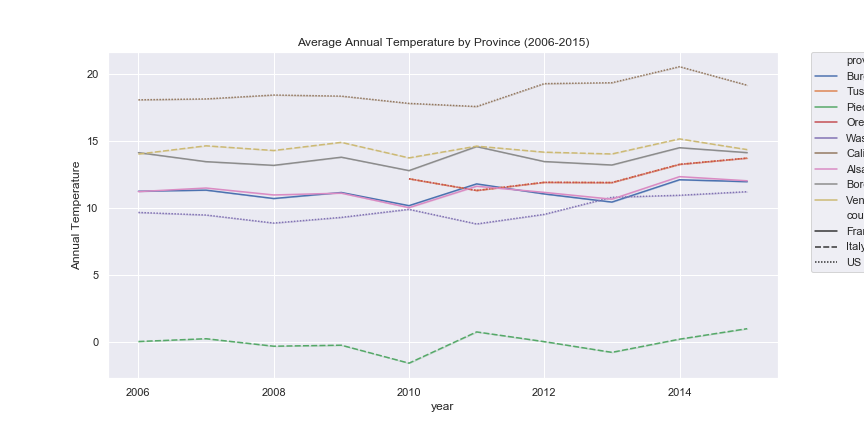 Average Annual Temperature by Province (2006-2015)
20
15
10
5
0
Annual Temperature
2006
2008
2010
2012
2014
year
prov
Bur
Tus
Pied
Ore
Was
Cali
Alsa
Bor
Ven
cou
Fran
Italy
US